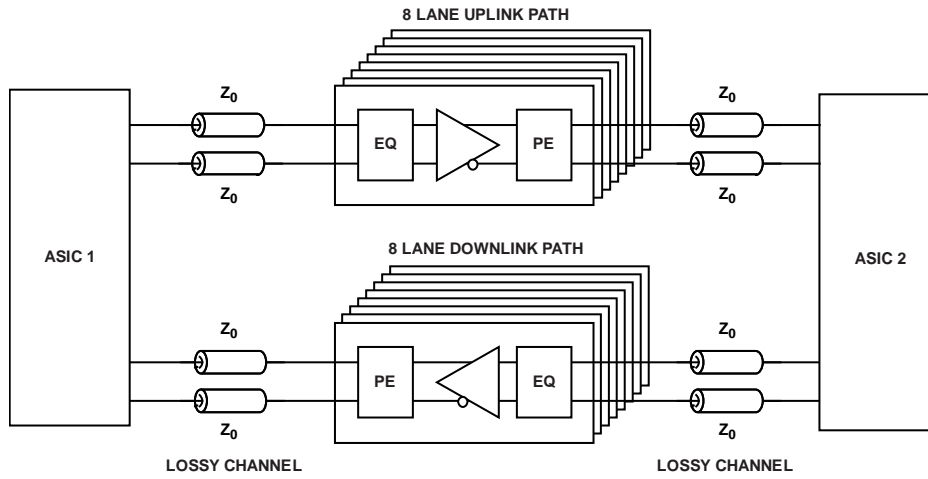 8 LANE UPLINK PATH
Z0
Z0
EQ
PE
Z0
Z0
ASIC 1
ASIC 2
8 LANE DOWNLINK PATH
Z0
Z0
PE
EQ
Z0
Z0
LOSSY CHANNEL
LOSSY CHANNEL